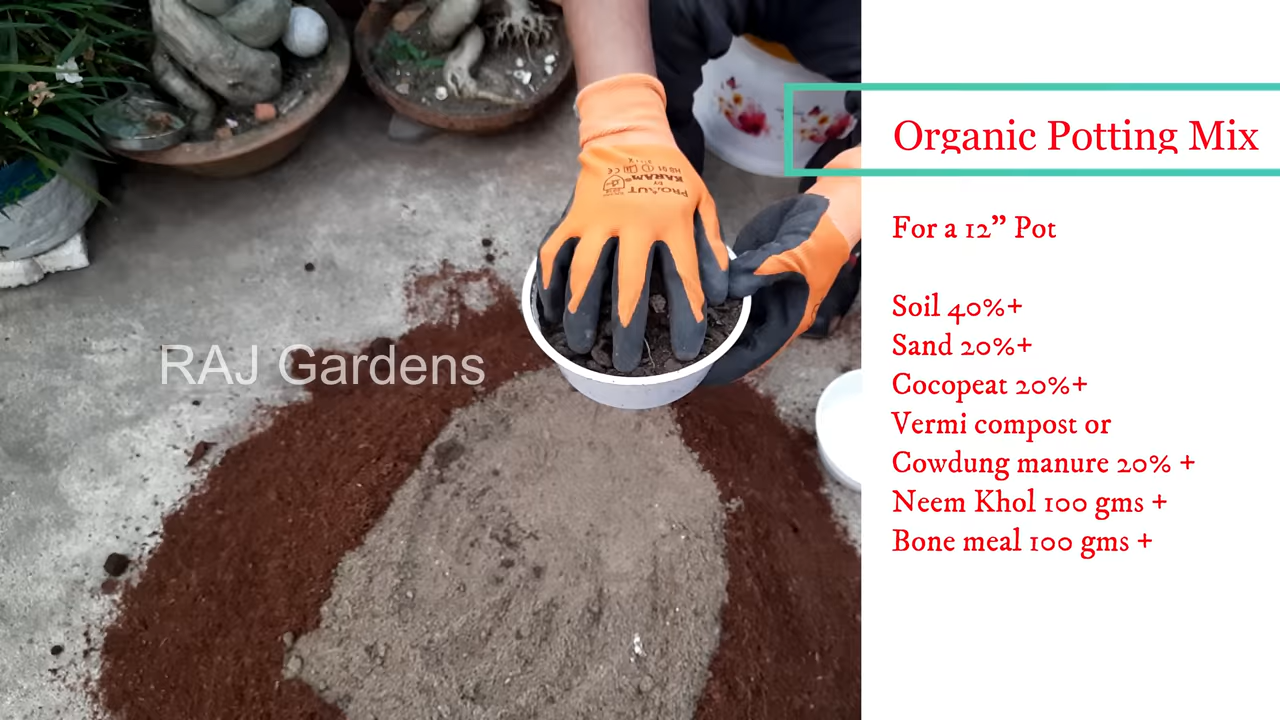 Organic Potting Mix
For a 12” Pot
Soil 40%+
Sand 20%+
Cocopeat 20%+
Vermi compost or
Cowdung manure 20% +
Neem Khol 100 gms +
Bone meal 100 gms +
RAJ Gardens
KARAM